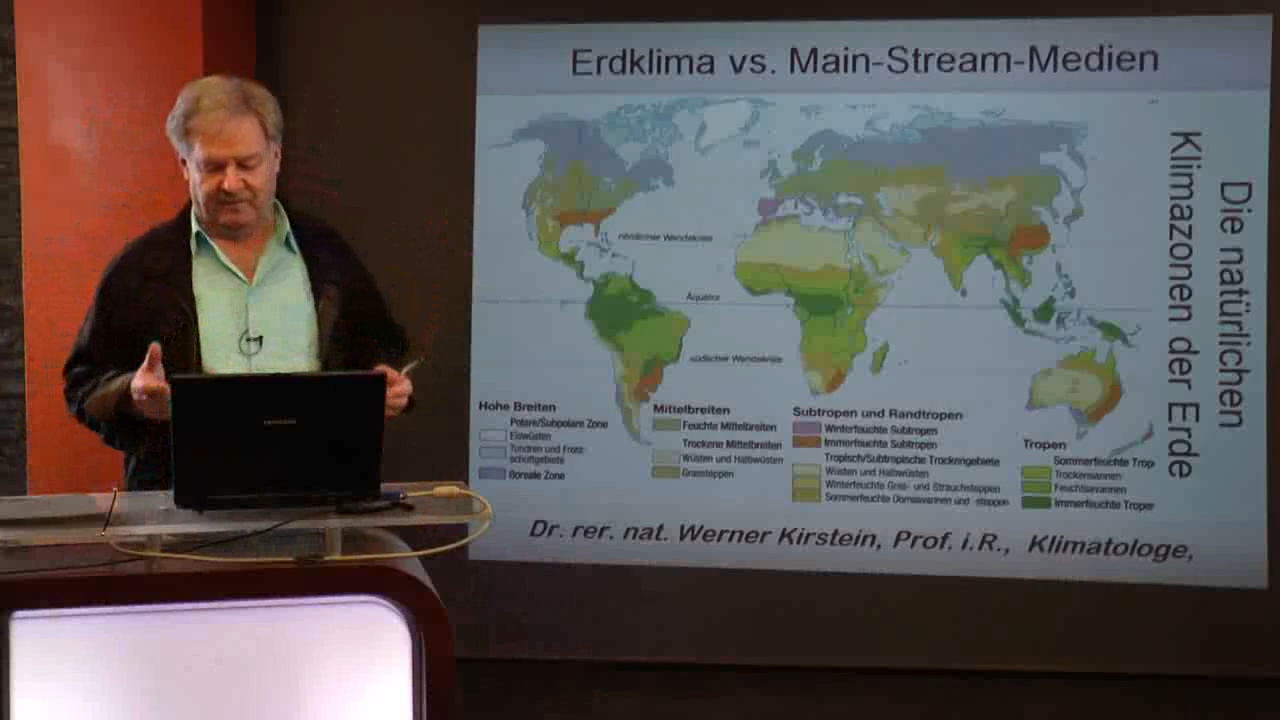 Erdklima vs. Main-Stream-Medien
Die natürlichen
Klimazonen der Erde
nördlicher Wendekreis
Äquator
südlicher Wendekreis
Hohe Breiten
Polare/Subpolare Zone
Eiswüsten
Tundren und Frost-
schuttgebiete
Boreale Zone
Mittelbreiten
Feuchte Mittelbreiten
Trockene Mittelbreiten
Wüsten und Halbwüsten
Grassteppen
Subtropen und Randtropen
Winterfeuchte Subtropen
Immerfeuchte Subtropen
Tropisch/Subtropische Trockengebiete
Wüsten und Halbwüsten
Winterfeuchte Gras- und Strauchsteppen
Sommerfeuchte Dornsavannen und -steppen
Tropen
Sommerfeuchte Trop
Trockensavannen
Feuchtsavannen
Immerfeuchte Tropen
Dr. rer. nat. Werner Kirstein, Prof. i.R., Klimatologe,
SAMSUNG